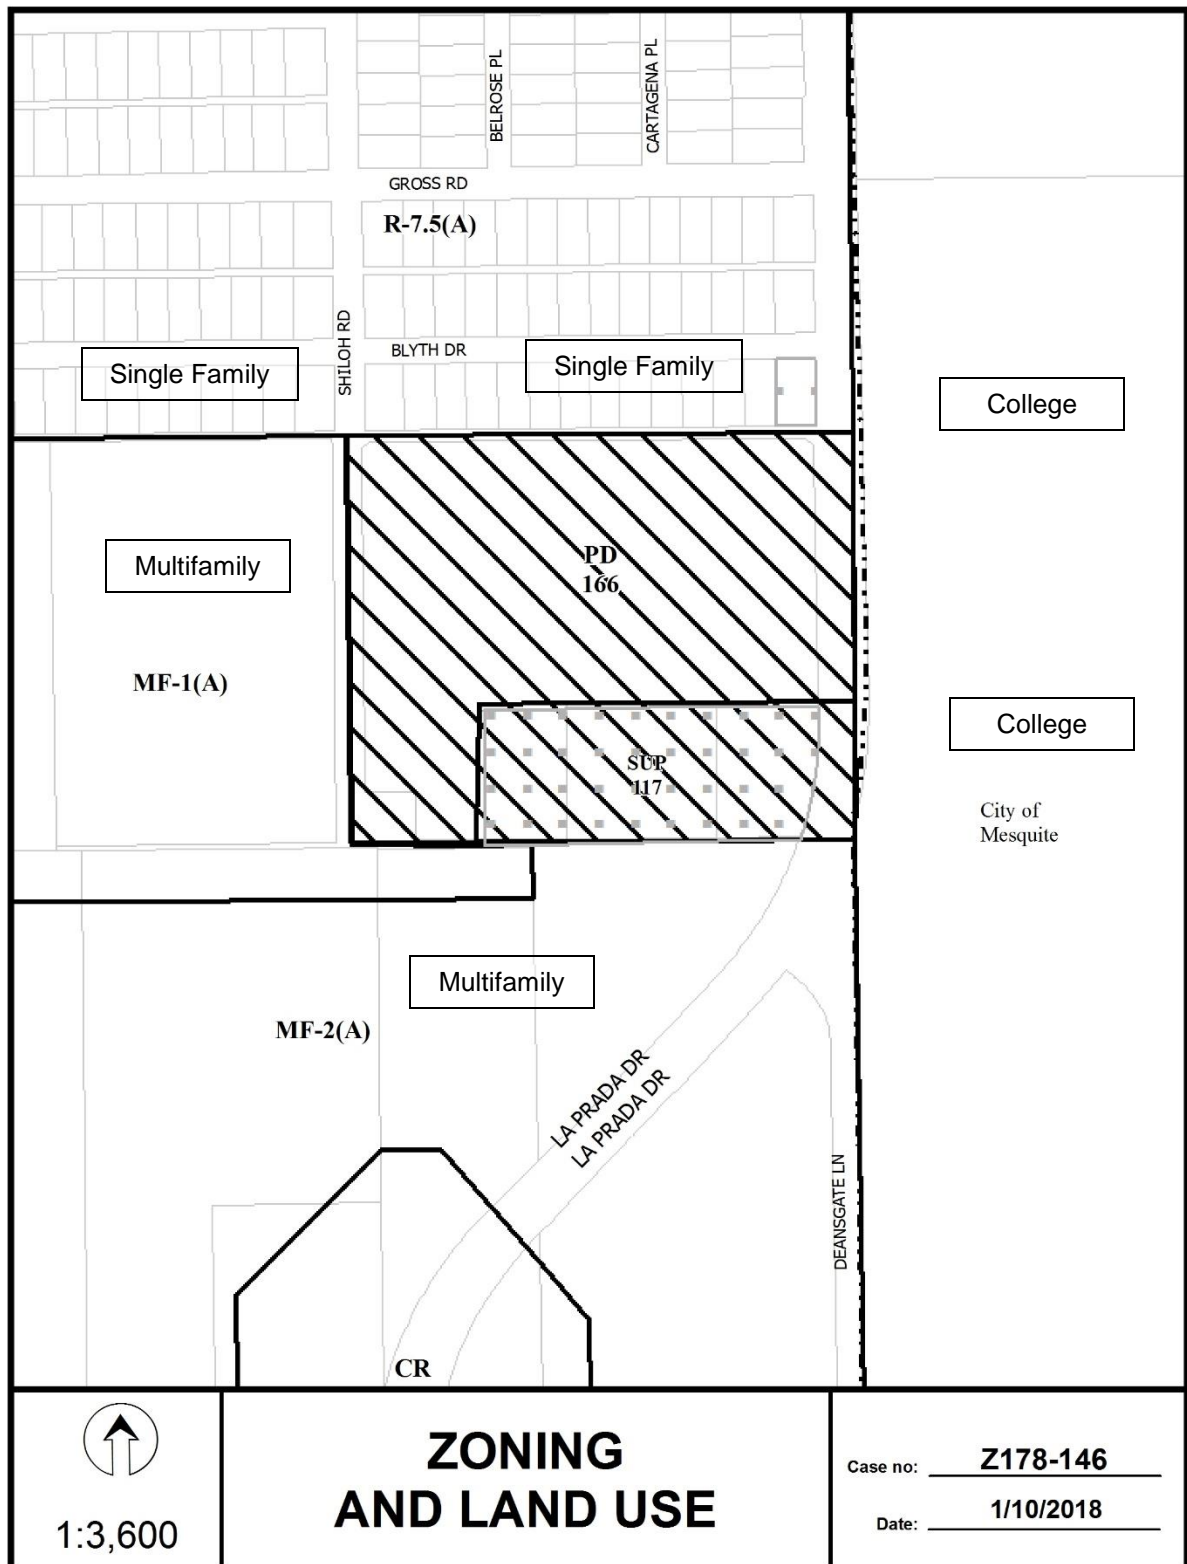 BELROSE PL
CARTAGENA PL
GROSS RD
R-7.5(A)
SHILOH RD
BLYTH DR
Single Family
Single Family
College
Multifamily
PD
166
MF-1(A)
College
SUP
117
City of
Mesquite
Multifamily
MF-2(A)
LA PRADA DR
LA PRADA DR
DEANSGATE LN
CR
1:3,600
ZONING
AND LAND USE
Case no: Z178-146
Date: 1/10/2018